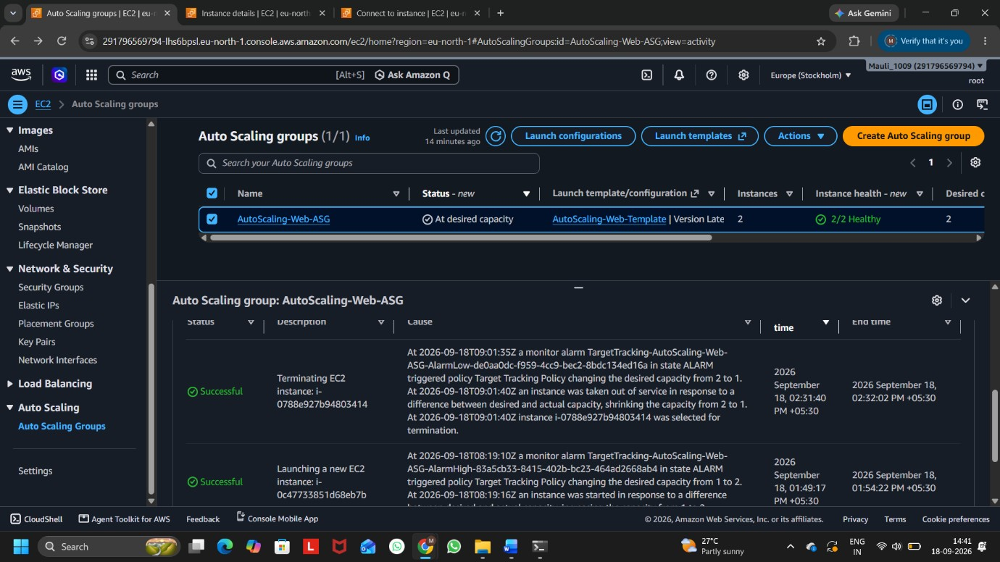 Auto Scaling groups | EC2 | eu-n
Instance details | EC2 | eu-north
Connect to instance | EC2 | eu-n
Ask Gemini
291796569794-lhs6bpsl.eu-north-1.console.aws.amazon.com/ec2/home?region=eu-north-1#AutoScalingGroups:id=AutoScaling-Web-ASG;view=activity
M
Verify that it's you
aws
Search
[Alt+S]
Ask Amazon Q
Europe (Stockholm)
Mauli_1009 (291796569794)
root
EC2
Auto Scaling groups
Images
AMIs
AMI Catalog
Elastic Block Store
Volumes
Snapshots
Lifecycle Manager
Network & Security
Security Groups
Elastic IPs
Placement Groups
Key Pairs
Network Interfaces
Load Balancing
Auto Scaling
Auto Scaling Groups
Settings
Auto Scaling groups (1/1) Info
Last updated
14 minutes ago
Launch configurations
Launch templates
Actions
Create Auto Scaling group
Search your Auto Scaling groups
1
Name
Status - new
Launch template/configuration
Instances
Instance health - new
Desired c
AutoScaling-Web-ASG
At desired capacity
AutoScaling-Web-Template | Version Late
2
2/2 Healthy
2
Auto Scaling group: AutoScaling-Web-ASG
Status
Description
Cause
time
End time
Successful
Terminating EC2
instance: i-
0788e927b94803414
At 2026-09-18T09:01:35Z a monitor alarm TargetTracking-AutoScaling-Web-
ASG-AlarmLow-de0aa0dc-f959-4cc9-bec2-8bdc134ed16a in state ALARM
triggered policy Target Tracking Policy changing the desired capacity from 2 to 1.
At 2026-09-18T09:01:40Z an instance was taken out of service in response to a
difference between desired and actual capacity, shrinking the capacity from 2 to 1.
At 2026-09-18T09:01:40Z instance i-0788e927b94803414 was selected for
termination.
2026
September
18, 02:31:40
PM +05:30
2026 September 18,
02:32:02 PM +05:30
Successful
Launching a new EC2
instance: i-
0c47733851d68eb7b
At 2026-09-18T08:19:10Z a monitor alarm TargetTracking-AutoScaling-Web-
ASG-AlarmHigh-83a5cb33-8415-402b-bc23-464ad2668ab4 in state ALARM
triggered policy Target Tracking Policy changing the desired capacity from 1 to 2.
At 2026-09-18T08:19:16Z an instance was started in response to a difference
2026
September
18, 01:49:17
PM +05:30
2026 September 18,
01:54:22 PM +05:30
CloudShell
Agent Toolkit for AWS
Feedback
Console Mobile App
© 2026, Amazon Web Services, Inc. or its affiliates.
Privacy
Terms
Cookie preferences
Search
27°C
Partly sunny
ENG
IN
14:41
18-09-2026